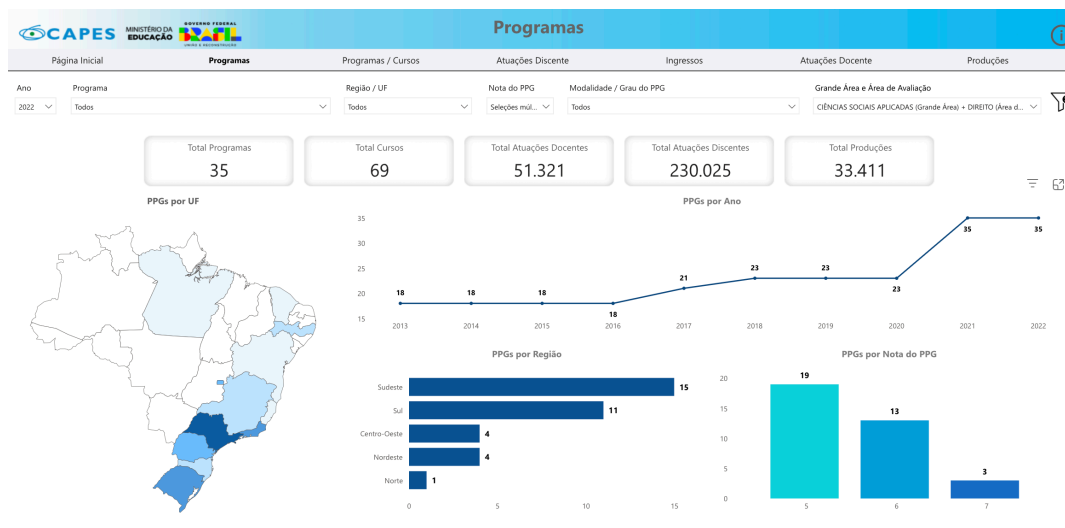 CAPES
MINISTÉRIO DA
EDUCAÇÃO
GOVERNO FEDERAL
BRASIL
UNIÃO E RECONSTRUÇÃO
Programas
Página Inicial
Programas
Programas / Cursos
Atuações Discente
Ingressos
Atuações Docente
Produções
Ano
Programa
Região / UF
Nota do PPG
Modalidade / Grau do PPG
Grande Área e Área de Avaliação
2022
Todos
Todos
Seleções múl...
Todos
CIÊNCIAS SOCIAIS APLICADAS (Grande Área) + DIREITO (Área d...
Total Programas
35
Total Cursos
69
Total Atuações Docentes
51.321
Total Atuações Discentes
230.025
Total Produções
33.411
PPGs por UF
PPGs por Ano
35
30
25
20
15
18
18
18
18
21
23
23
23
35
35
2013
2014
2015
2016
2017
2018
2019
2020
2021
2022
PPGs por Região
Sudeste
15
Sul
11
Centro-Oeste
4
Nordeste
4
Norte
1
0
5
10
15
PPGs por Nota do PPG
20
15
10
5
0
19
13
3
5
6
7